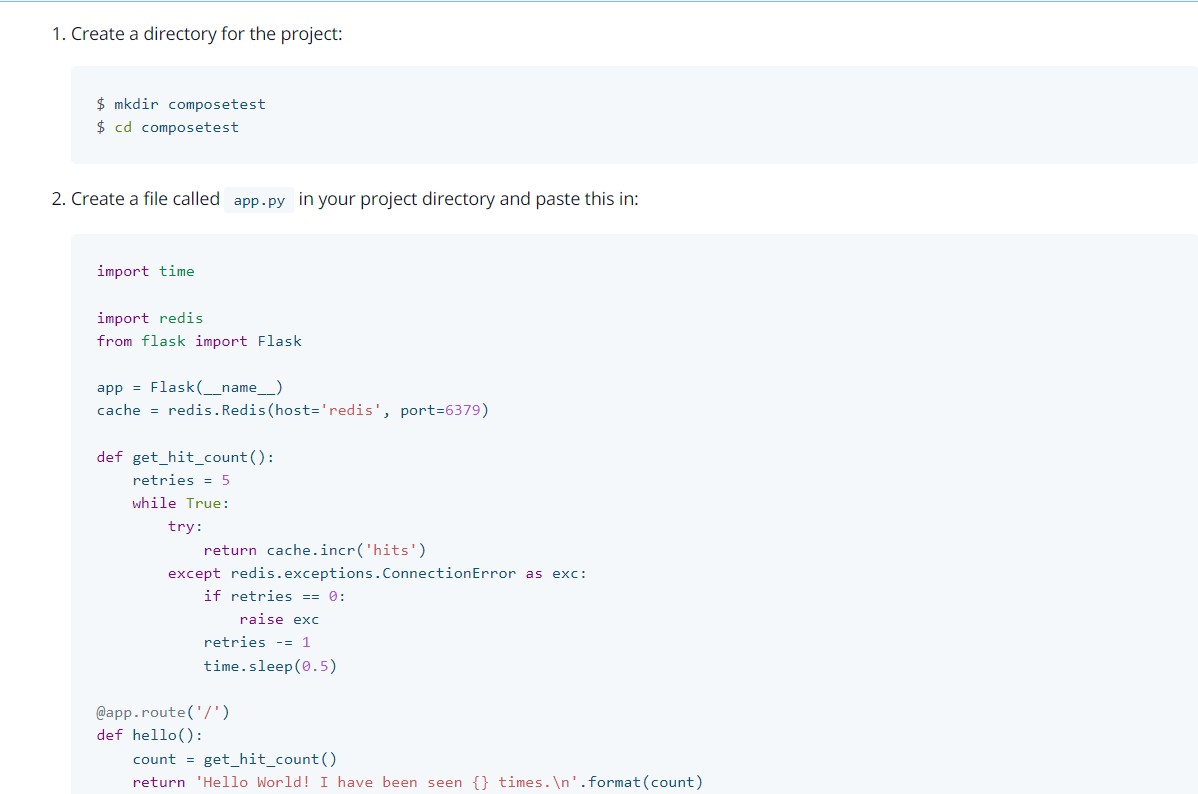 1. Create a directory for the project:
$ mkdir composetest
$ cd composetest
2. Create a file called app.py in your project directory and paste this in:
import time
import redis
from flask import Flask
app = Flask(__name__)
cache = redis.Redis(host='redis', port=6379)
def get_hit_count():
    retries = 5
    while True:
        try:
            return cache.incr('hits')
        except redis.exceptions.ConnectionError as exc:
            if retries == 0:
                raise exc
            retries -= 1
            time.sleep(0.5)
@app.route('/')
def hello():
    count = get_hit_count()
    return 'Hello World! I have been seen {} times.\n'.format(count)